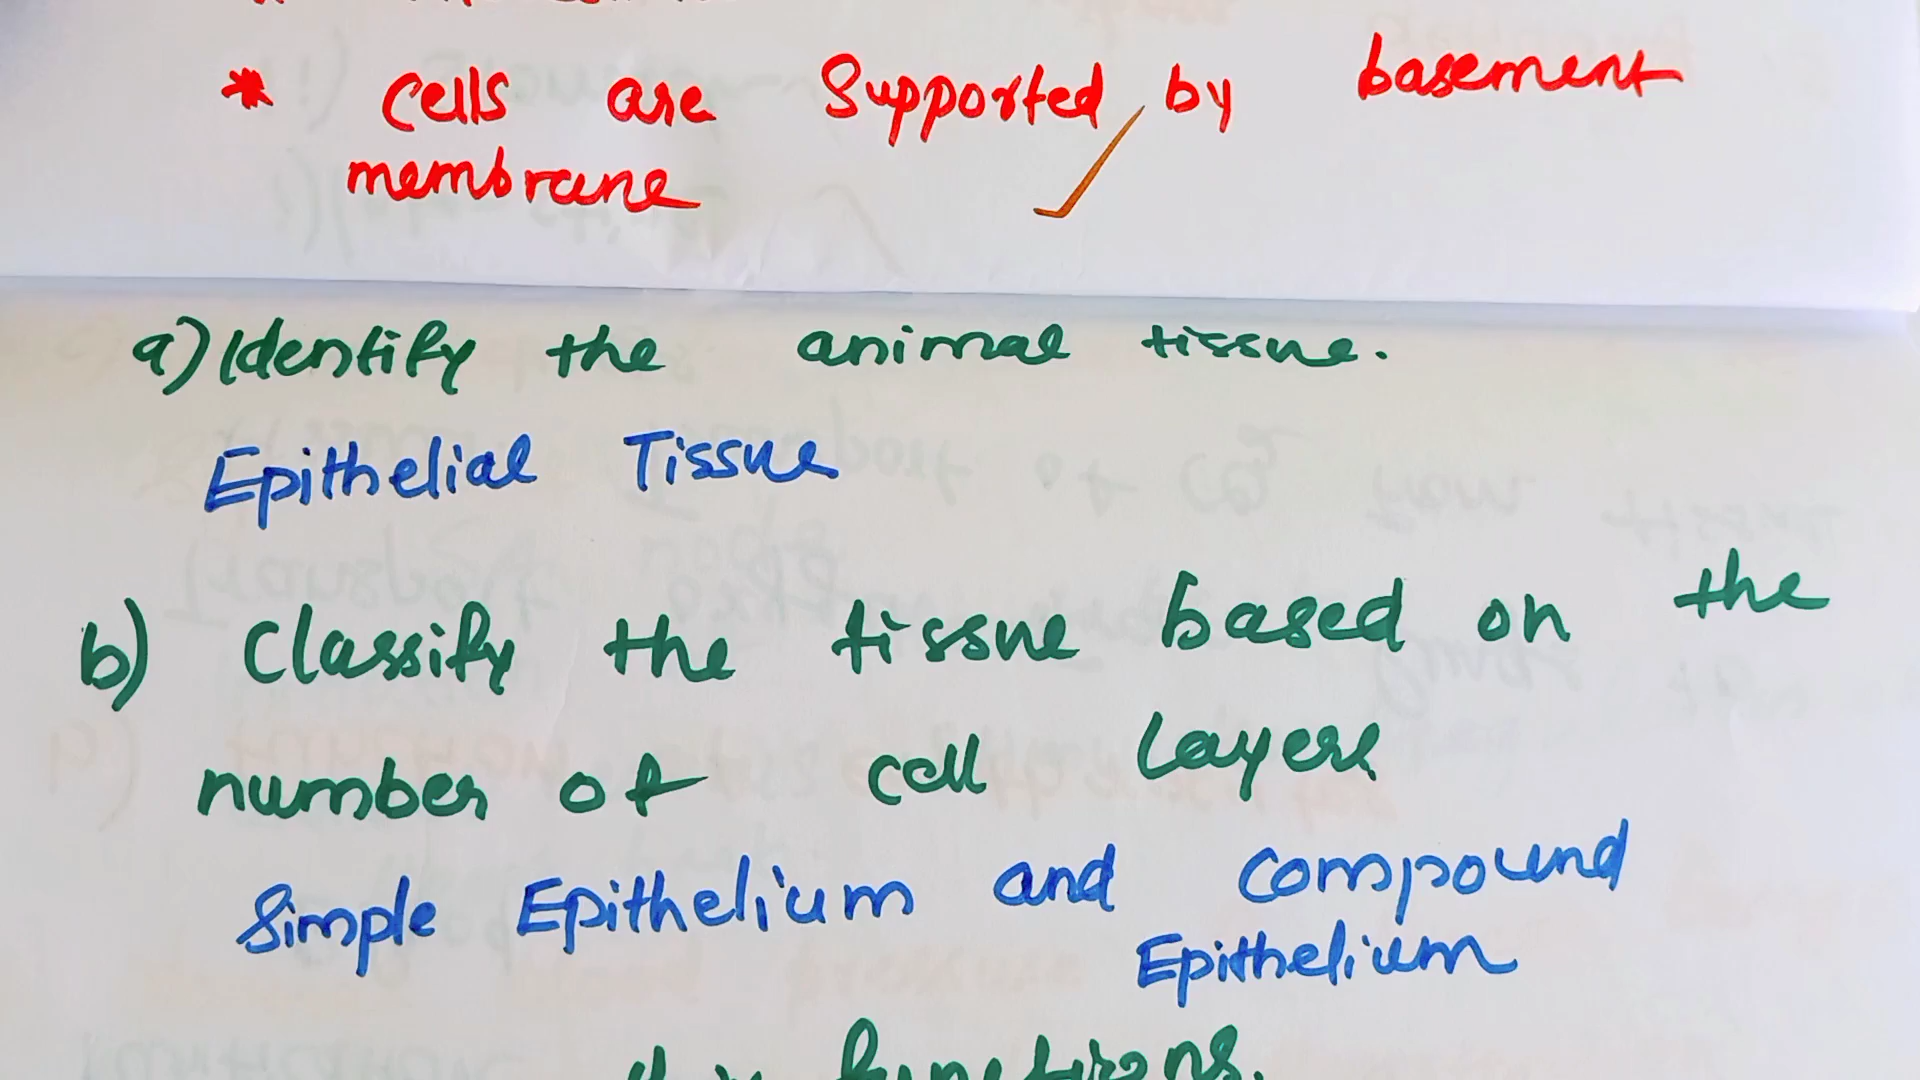 * cells are supported by basement
membrane
a) Identify the animal tissue.
Epithelial Tissue
b) Classify the tissue based on the
number of cell layers
Simple Epithelium and compound
Epithelium
functions.